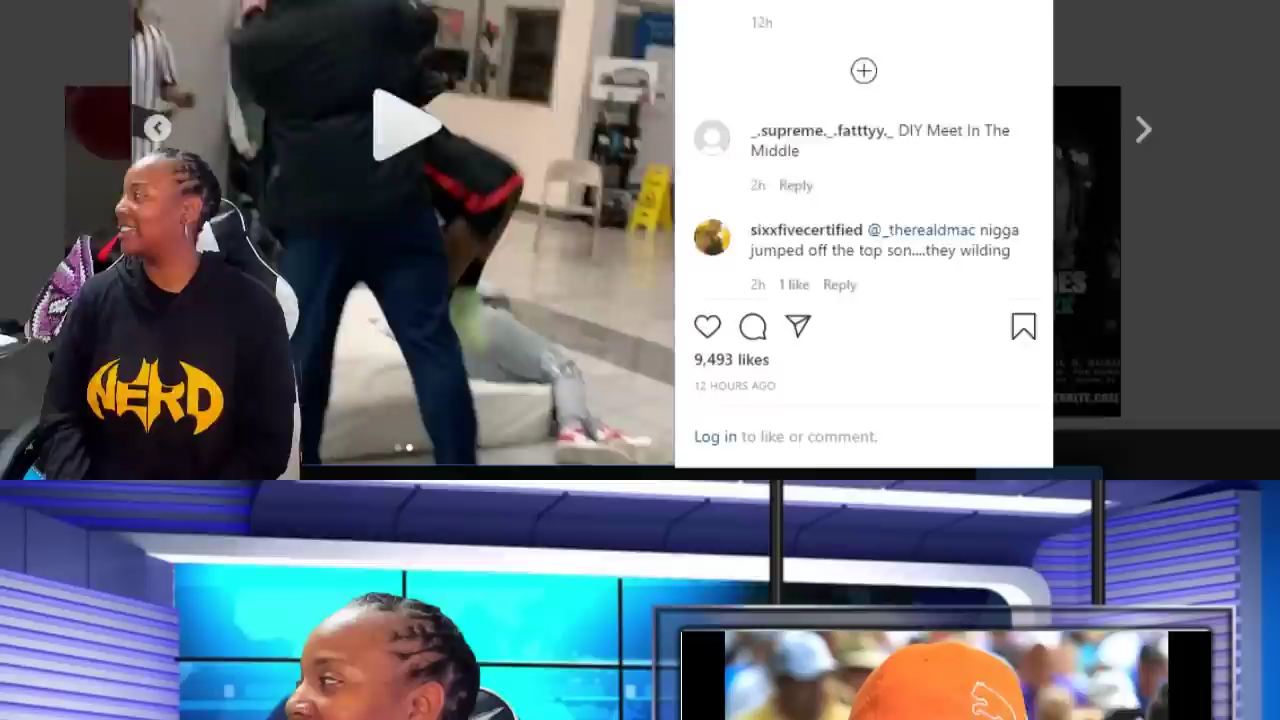 12h
_.supreme._.fatttyy._ DIY Meet In The
Middle
2h Reply
sixxfivecertified @_therealdmac nigga
jumped off the top son....they wilding
2h 1 like Reply
9,493 likes
12 HOURS AGO
Log in to like or comment.
NERD